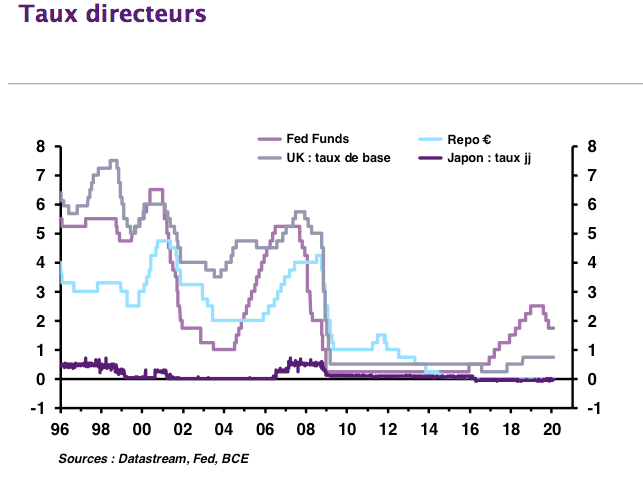 Taux directeurs
Fed Funds
Repo €
UK : taux de base
Japon : taux jj
8 8
7 7
6 6
5 5
4 4
3 3
2 2
1 1
0 0
-1 -1
96 98 00 02 04 06 08 10 12 14 16 18 20
Sources : Datastream, Fed, BCE